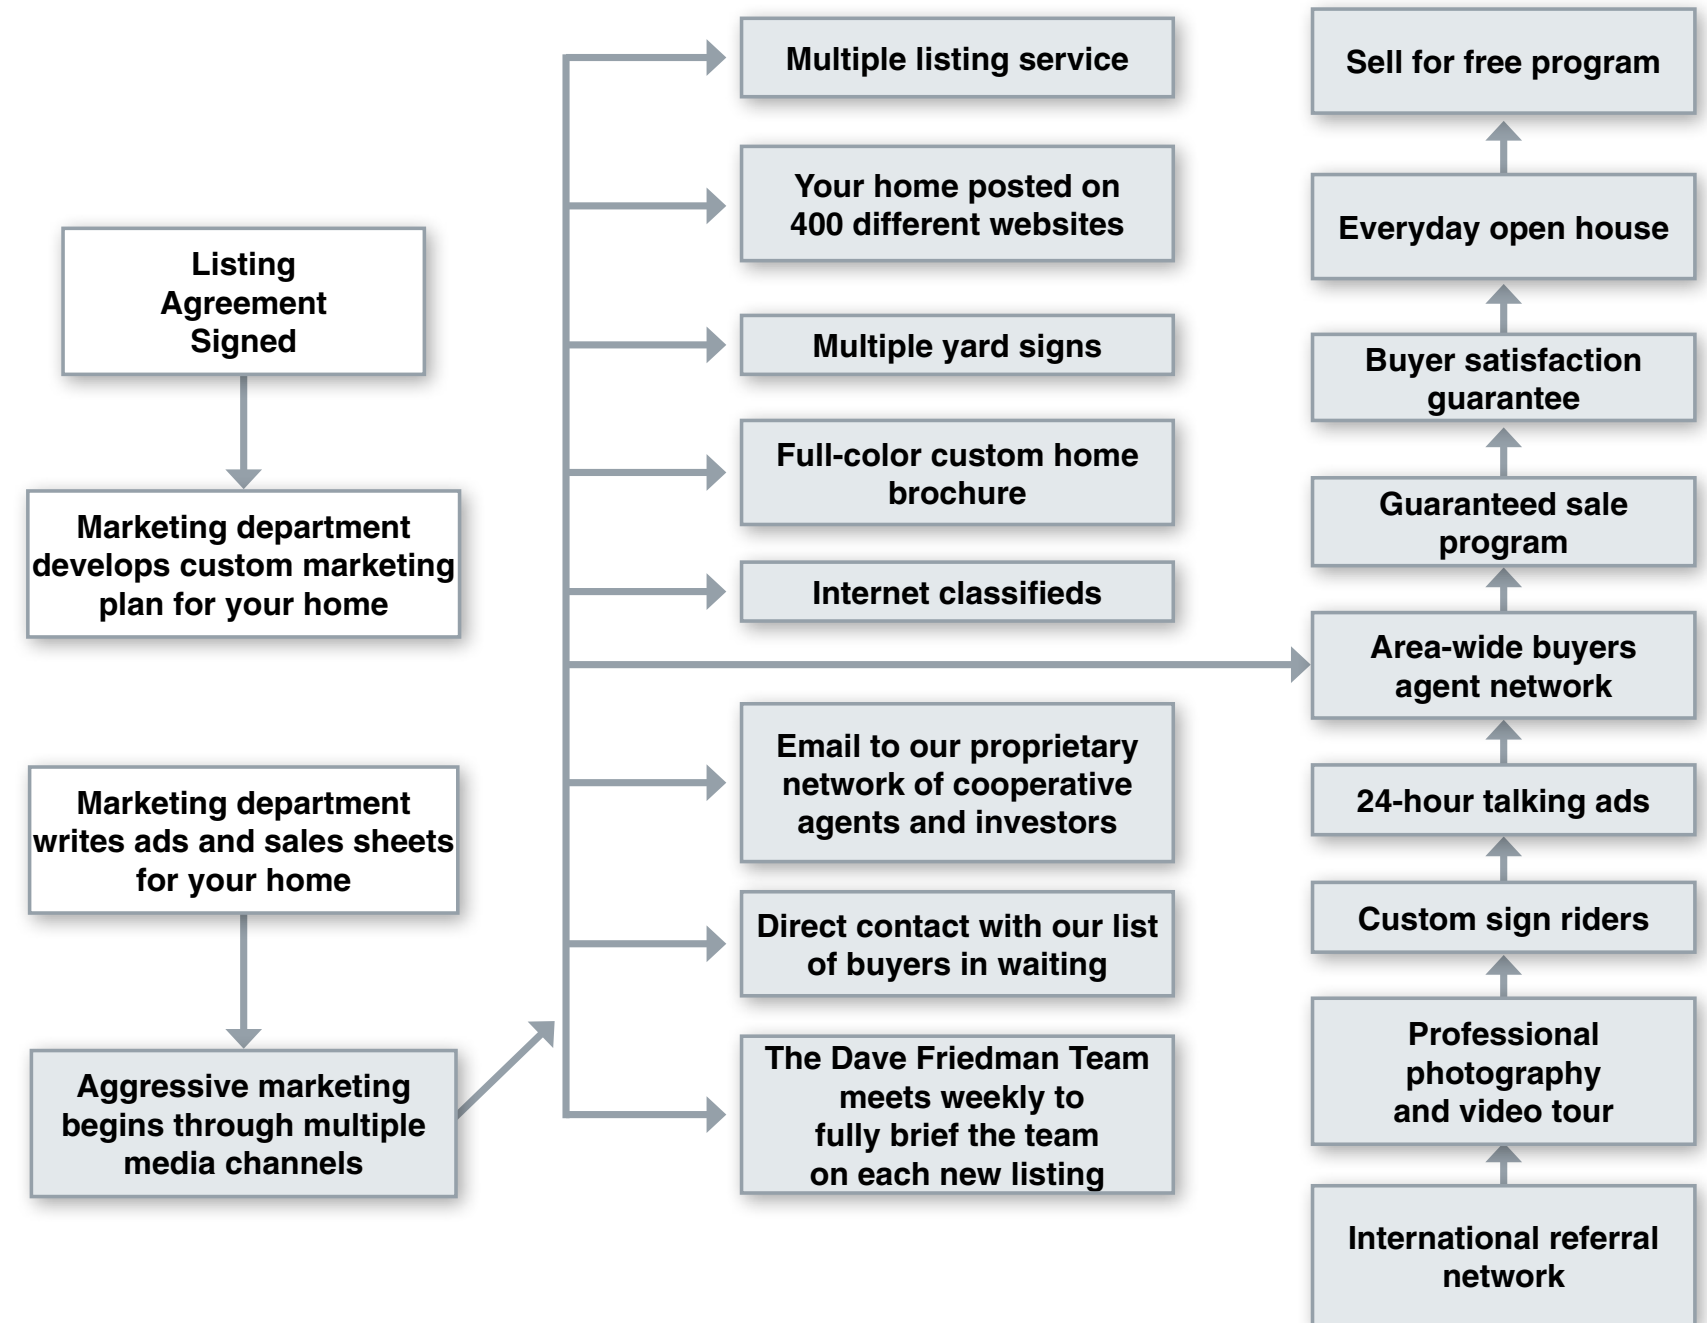 Listing
Agreement
Signed
Marketing department
develops custom marketing
plan for your home
Marketing department
writes ads and sales sheets
for your home
Aggressive marketing
begins through multiple
media channels
Multiple listing service
Your home posted on
400 different websites
Multiple yard signs
Full-color custom home
brochure
Internet classifieds
Email to our proprietary
network of cooperative
agents and investors
Direct contact with our list
of buyers in waiting
The Dave Friedman Team
meets weekly to
fully brief the team
on each new listing
Sell for free program
Everyday open house
Buyer satisfaction
guarantee
Guaranteed sale
program
Area-wide buyers
agent network
24-hour talking ads
Custom sign riders
Professional
photography
and video tour
International referral
network